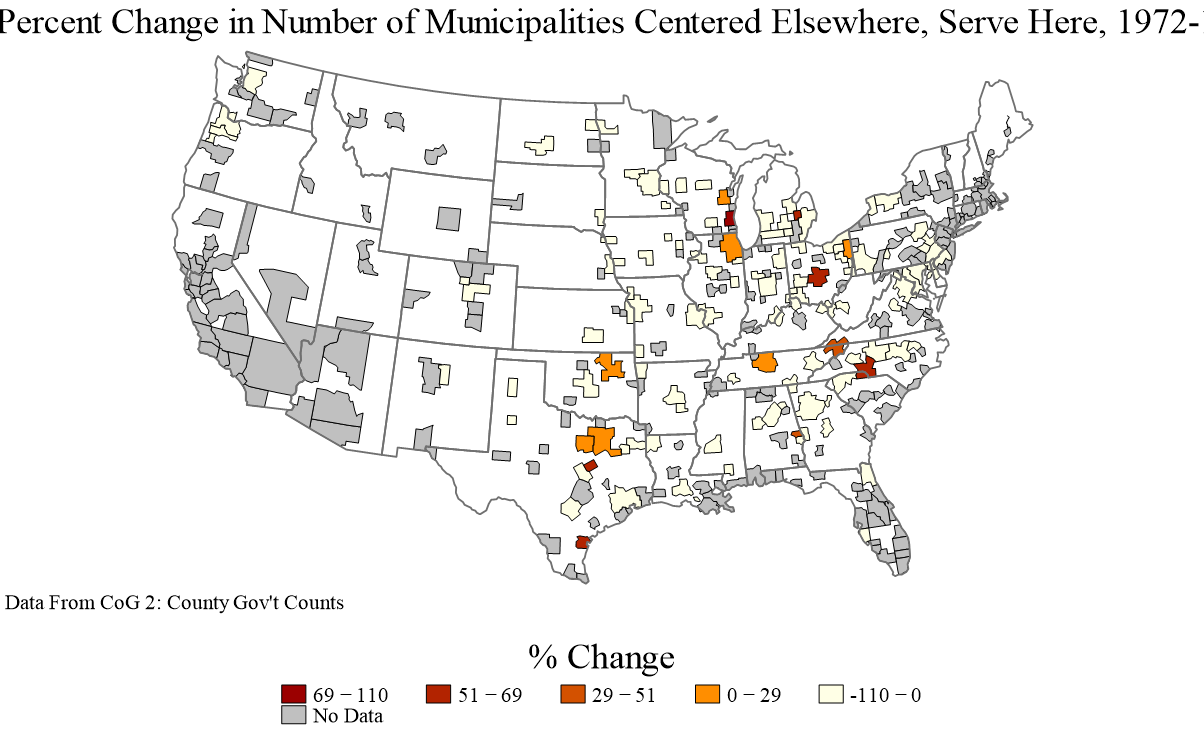 Percent Change in Number of Municipalities Centered Elsewhere, Serve Here, 1972-
Data From CoG 2: County Gov't Counts
% Change
69 – 110 51 – 69 29 – 51 0 – 29 -110 – 0
No Data